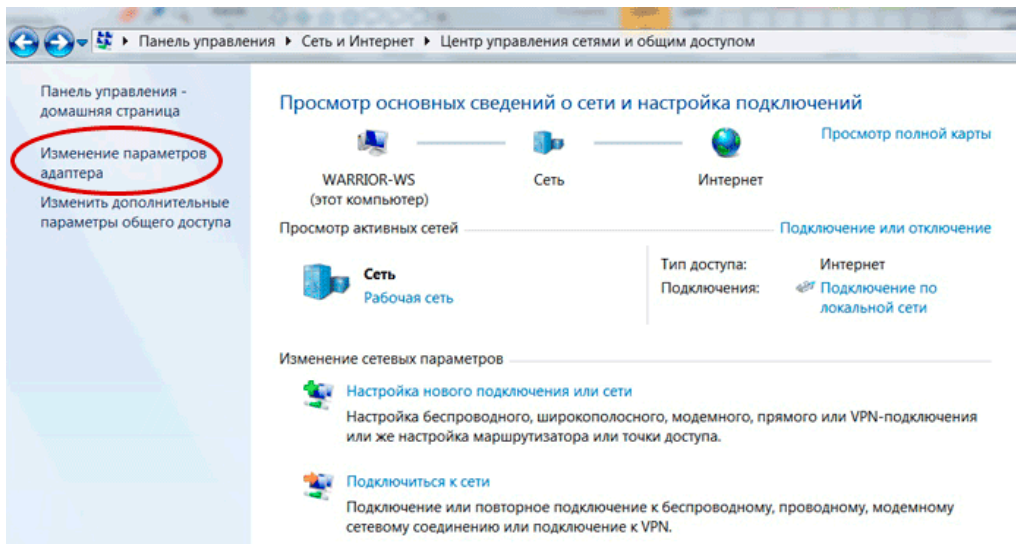 Панель управления ▸ Сеть и Интернет ▸ Центр управления сетями и общим доступом
Панель управления -
домашняя страница
Изменение параметров
адаптера
Изменить дополнительные
параметры общего доступа
Просмотр основных сведений о сети и настройка подключений
Просмотр полной карты
WARRIOR-WS
(этот компьютер)
Сеть
Интернет
Просмотр активных сетей
Подключение или отключение
Сеть
Рабочая сеть
Тип доступа: Интернет
Подключения: Подключение по
локальной сети
Изменение сетевых параметров
Настройка нового подключения или сети
Настройка беспроводного, широкополосного, модемного, прямого или VPN-подключения
или же настройка маршрутизатора или точки доступа.
Подключиться к сети
Подключение или повторное подключение к беспроводному, проводному, модемному
сетевому соединению или подключение к VPN.